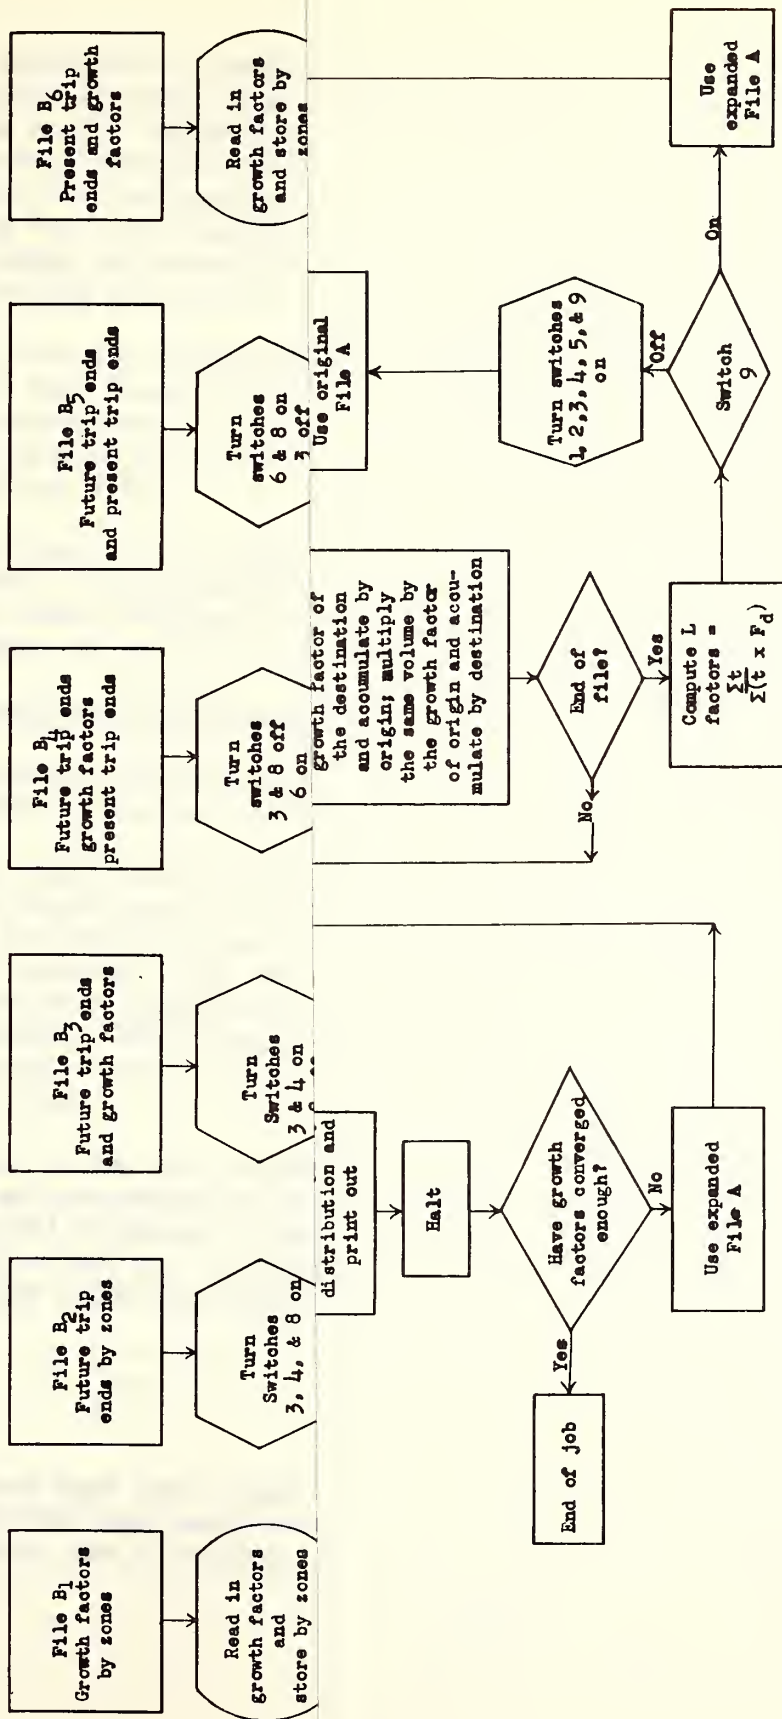 File B1
Growth factors
by zones
File B2
Future trip
ends by zones
File B3
Future trip ends
and growth factors
File B4
Future trip ends
growth factors
present trip ends
File B5
Future trip ends
and present trip ends
File B6
Present trip
ends and growth
factors
Read in
growth factors
and
store by zones
Turn
Switches
3, 4, & 8 on
Turn
Switches
3 & 4 on
Turn
switches
3 & 8 off
6 on
Turn
switches
6 & 8 on
3 off
Read in
growth factors
and store by
zones
distribution and
print out
Halt
Have growth
factors converged
enough?
Yes
End of job
No
Use expanded
File A
growth factor of
the destination
and accumulate by
origin; multiply
the same volume by
the growth factor
of origin and accu-
mulate by destination
End of
file?
No
Yes
Compute L
factors =
Σt
Σ(t x Fd)
Use original
File A
Turn switches
1, 2, 3, 4, 5, & 9
on
Off
Switch
9
On
Use
expanded
File A